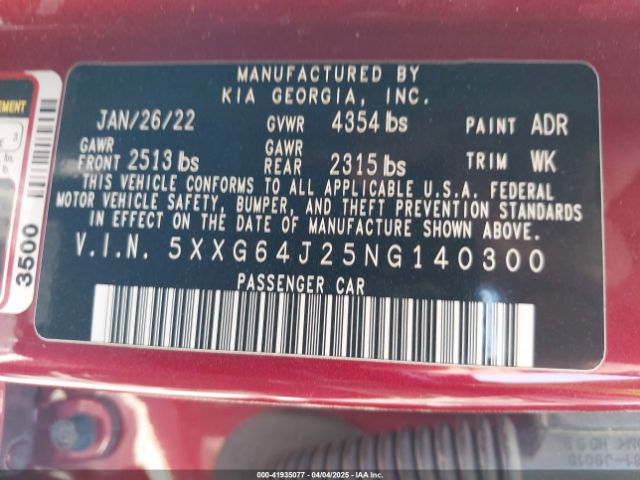 MANUFACTURED BY
KIA GEORGIA, INC.
JAN/26/22 GVWR 4354 lbs PAINT ADR
GAWR FRONT 2513 lbs GAWR REAR 2315 lbs TRIM WK
THIS VEHICLE CONFORMS TO ALL APPLICABLE U.S.A. FEDERAL
MOTOR VEHICLE SAFETY, BUMPER, AND THEFT PREVENTION STANDARDS
IN EFFECT ON THE DATE OF MANUFACTURE SHOWN ABOVE.
V.I.N. 5XXG64J25NG140300
PASSENGER CAR
3500
000-41935077 - 04/04/2025 - IAAI.COM